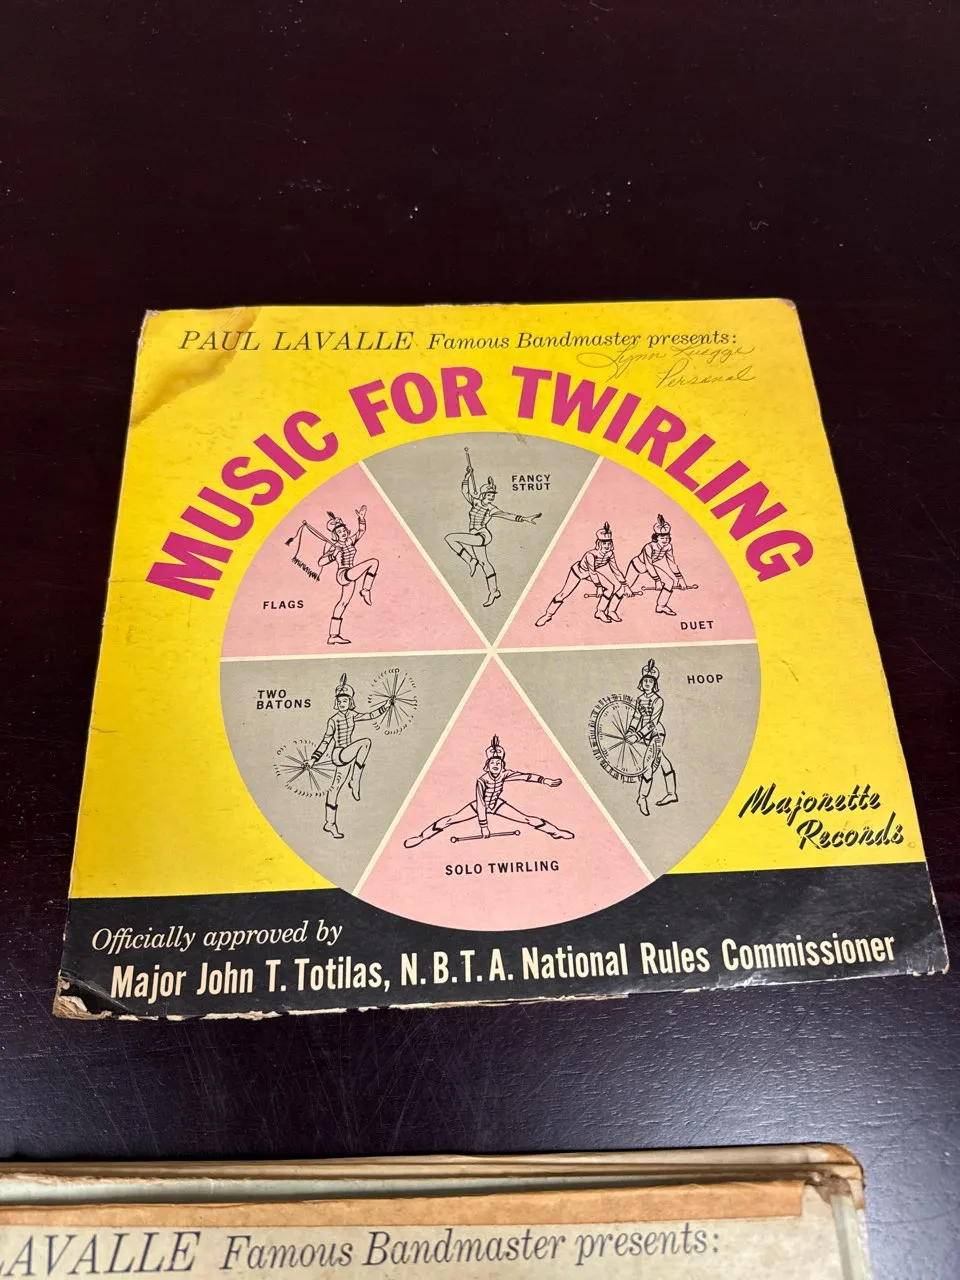 PAUL LAVALLE Famous Bandmaster presents:
Lynn
Personal
MUSIC FOR TWIRLING
FANCY
STRUT
FLAGS
DUET
TWO
BATONS
HOOP
SOLO TWIRLING
Majorette
Records
Officially approved by
Major John T. Totilas, N.B.T.A. National Rules Commissioner
LAVALLE Famous Bandmaster presents: